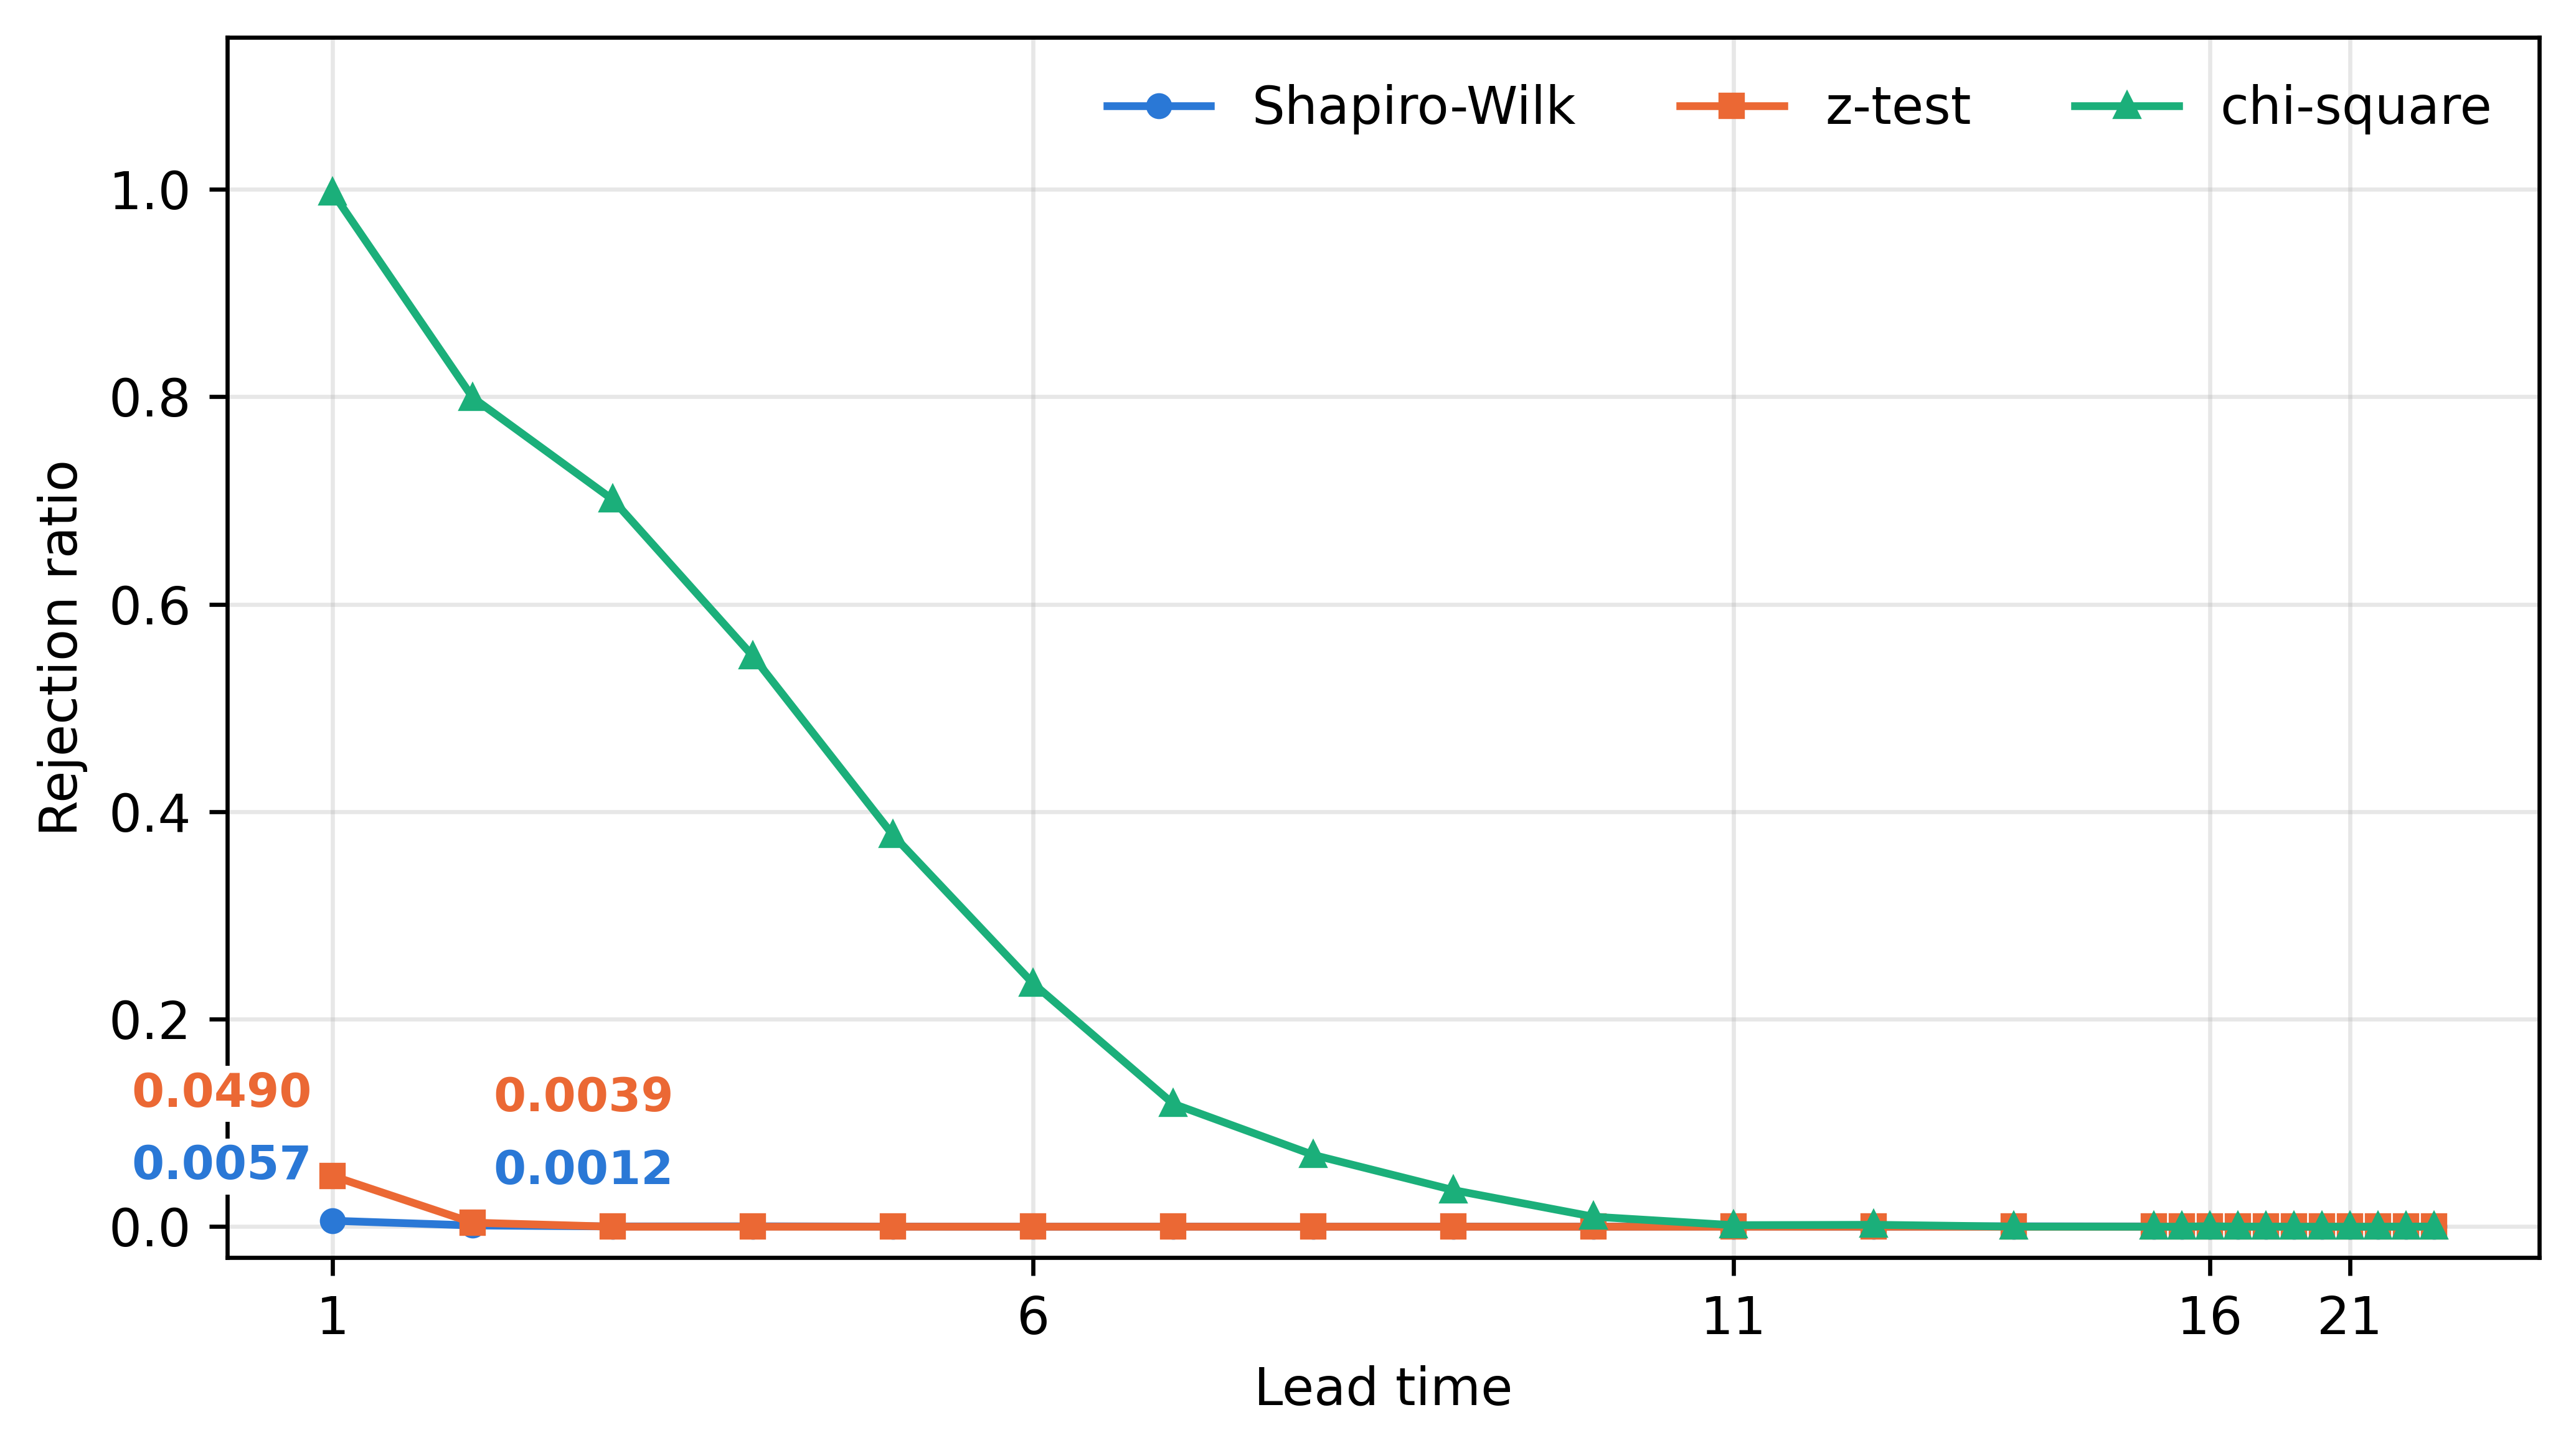 Shapiro-Wilk z-test chi-square
1.0
0.8
0.6
0.4
0.2
0.0
Rejection ratio
0.0490 0.0039
0.0057 0.0012
1 6 11 16 21
Lead time